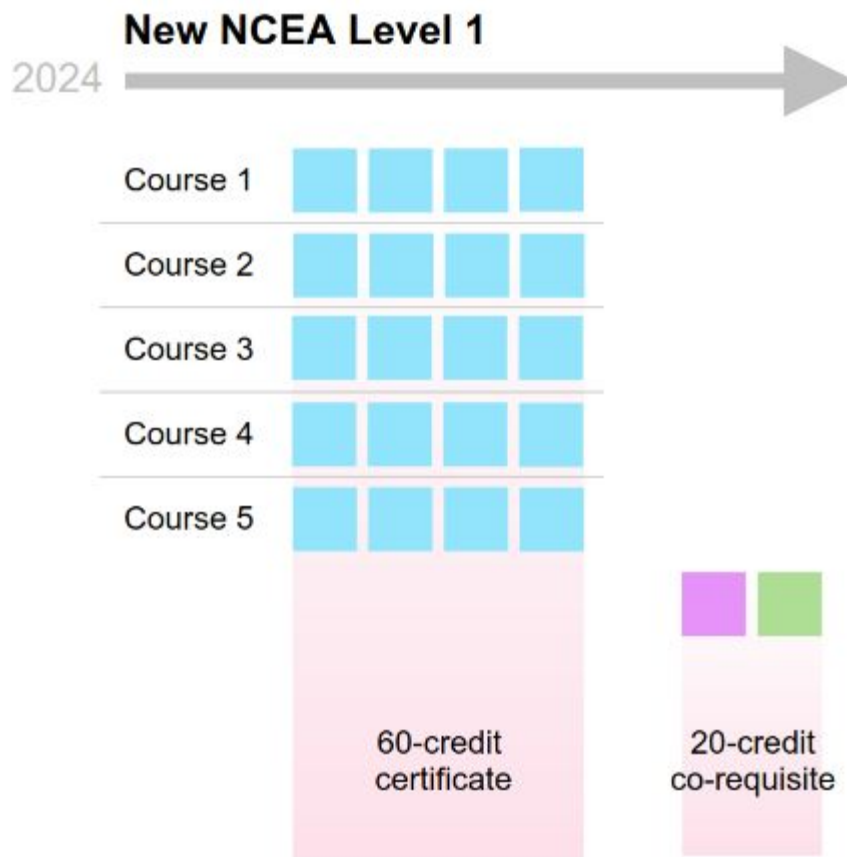 New NCEA Level 1
2024
Course 1
Course 2
Course 3
Course 4
Course 5
60-credit
certificate
20-credit
co-requisite